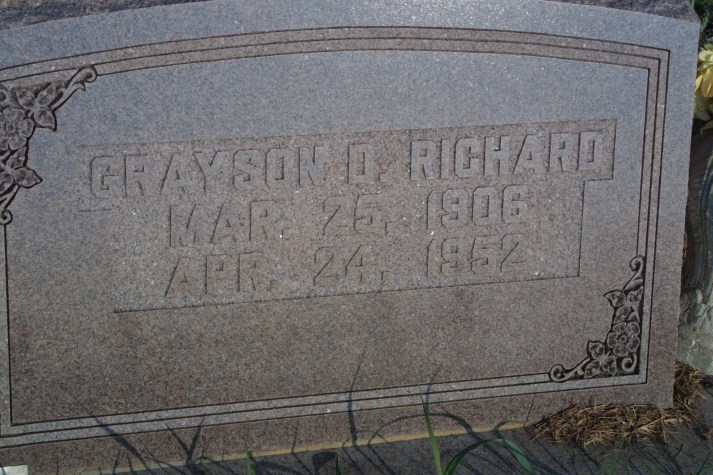 GRAYSON D. RICHARD
MAR. 25, 1906
APR. 24, 1952